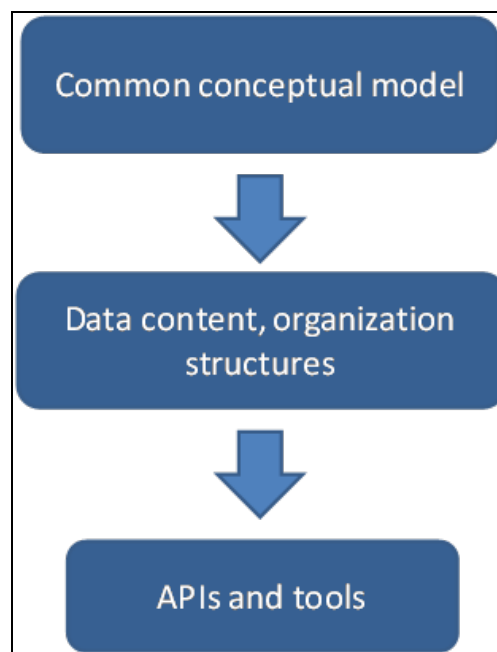 Common conceptual model
Data content, organization
structures
APIs and tools